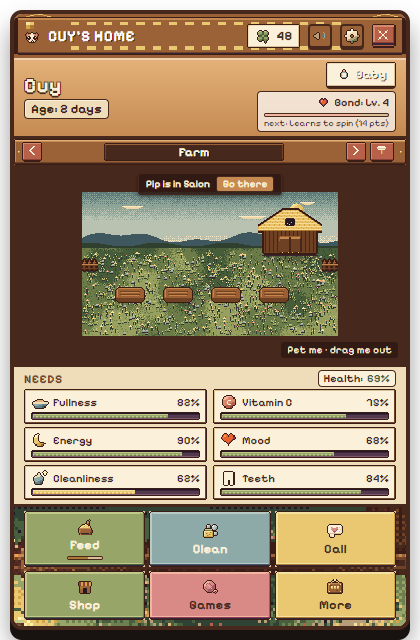 GUY'S HOME
48
Guy
Baby
Age: 2 days
Bond: Lv. 4
next: learns to spin (14 pts)
Farm
Pip is in Salon
Go there
Pet me · drag me out
NEEDS
Health: 69%
Fullness 82%
Vitamin C 79%
Energy 90%
Mood 68%
Cleanliness 62%
Teeth 84%
Feed
Clean
Call
Shop
Games
More